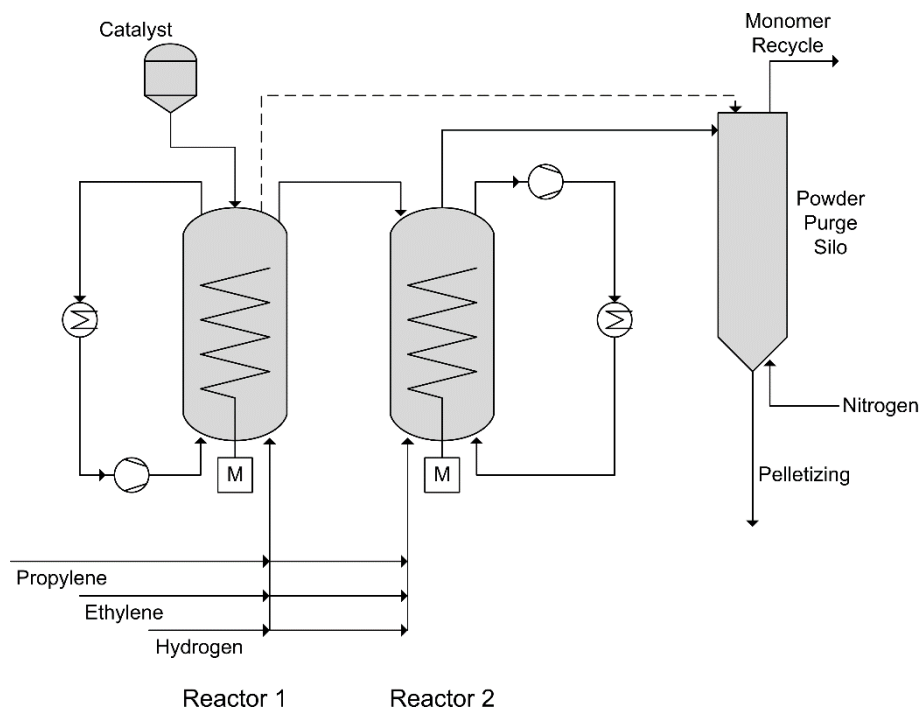 Catalyst
Monomer
Recycle
Powder
Purge
Silo
Nitrogen
M
M
Pelletizing
Propylene
Ethylene
Hydrogen
Reactor 1
Reactor 2